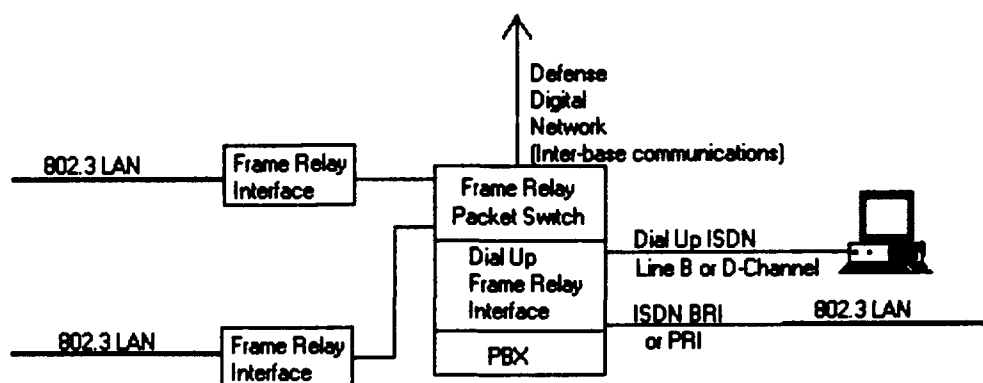 Defense
Digital
Network
(Inter-base communications)
802.3 LAN
Frame Relay
Interface
Frame Relay
Packet Switch
Dial Up ISDN
Line B or D-Channel
Dial Up
Frame Relay
Interface
ISDN BRI
or PRI
802.3 LAN
802.3 LAN
Frame Relay
Interface
PBX